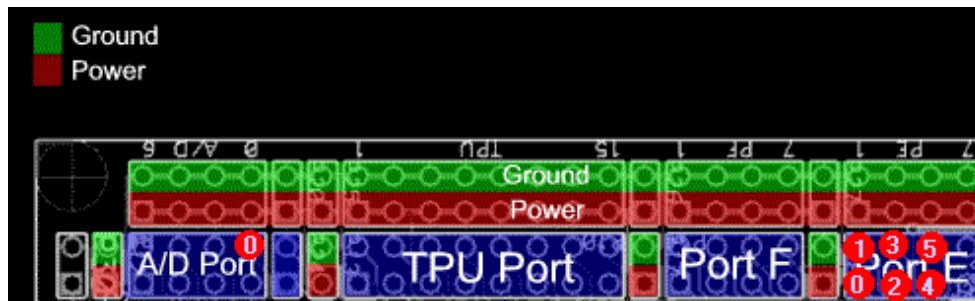 Ground
Power
6 A/D 0 1 TPU 15 1 PF 7 1 PE 7
Ground
Power
0 1 3 5
A/D Port TPU Port Port F Port E
0 2 4